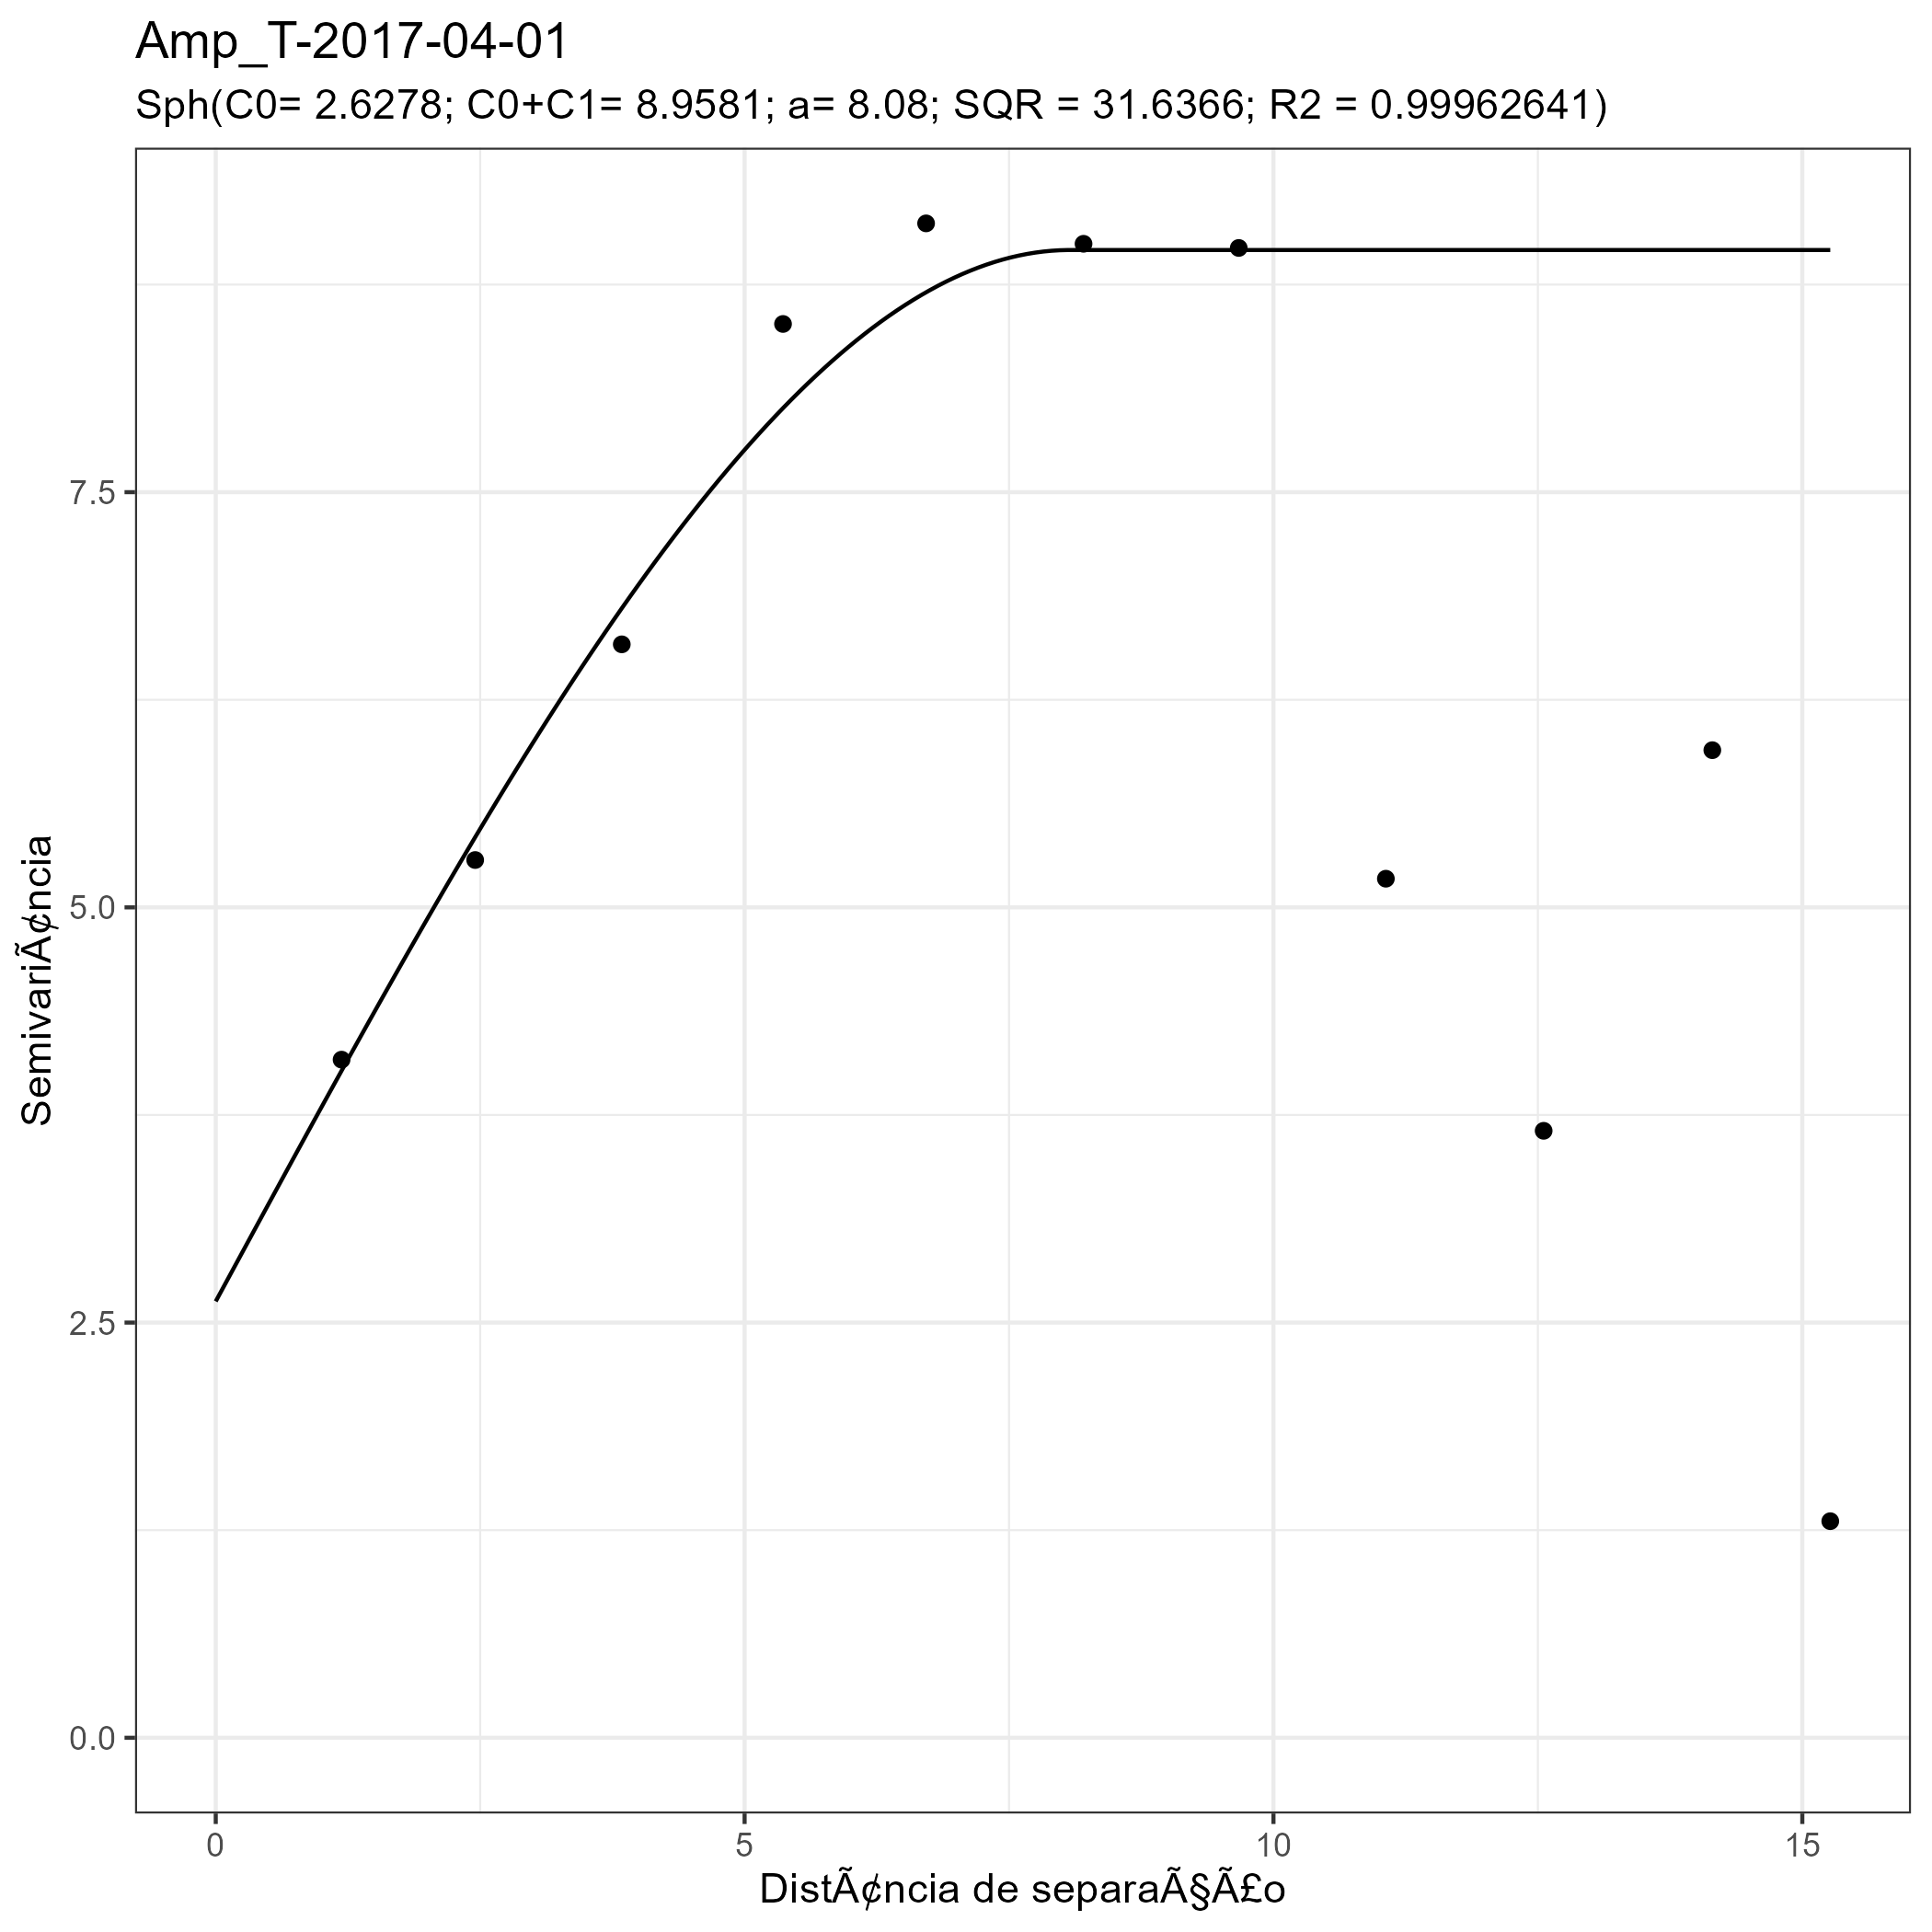 Amp_T-2017-04-01
Sph(C0= 2.6278; C0+C1= 8.9581; a= 8.08; SQR = 31.6366; R2 = 0.99962641)
SemivariÃ¢ncia
7.5
5.0
2.5
0.0
0 5 10 15
DistÃ¢ncia de separaÃ§Ã£o